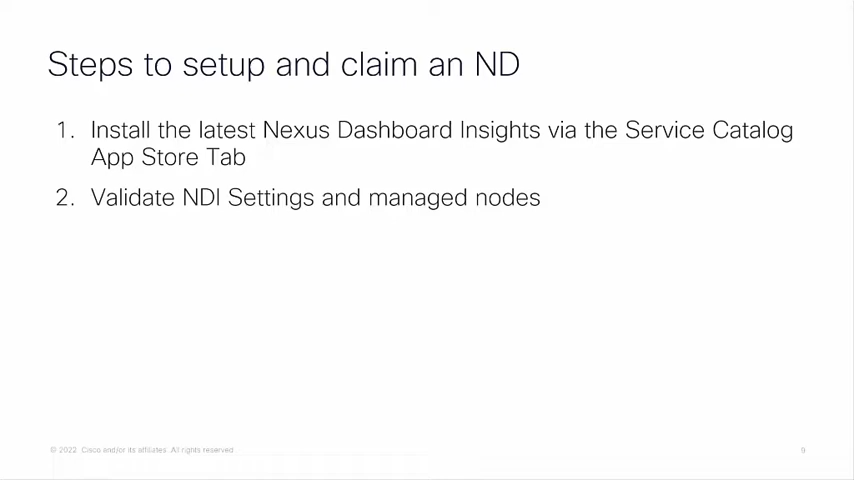 Steps to setup and claim an ND
1. Install the latest Nexus Dashboard Insights via the Service Catalog
App Store Tab
2. Validate NDI Settings and managed nodes
© 2022 Cisco and/or its affiliates. All rights reserved.
9